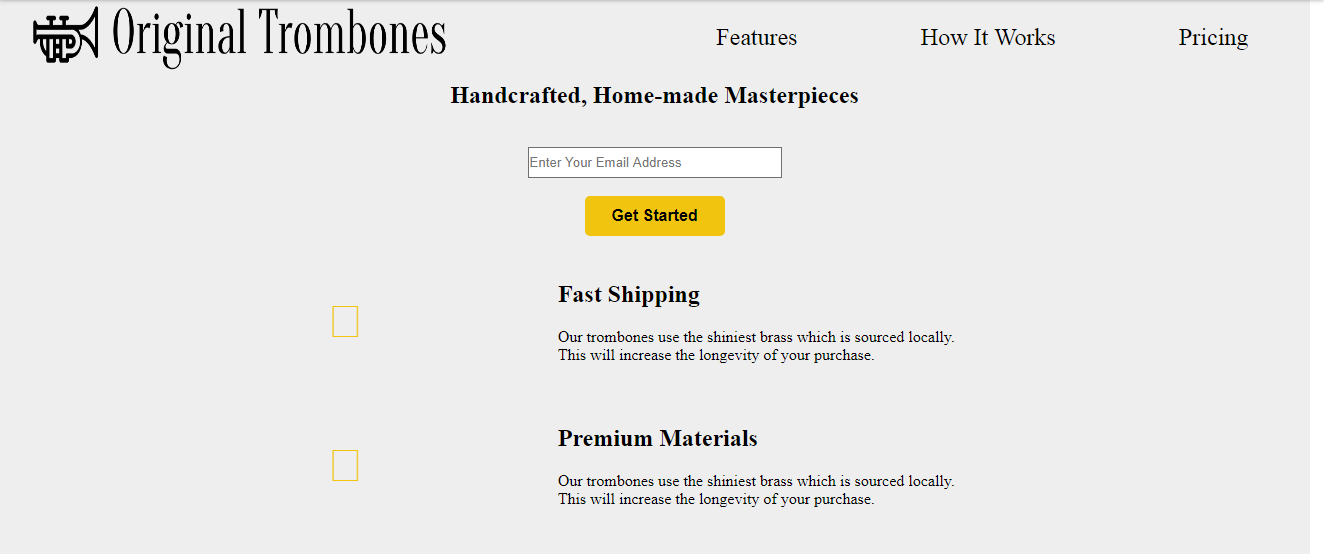 Original Trombones
Features
How It Works
Pricing
Handcrafted, Home-made Masterpieces
Enter Your Email Address
Get Started
Fast Shipping
Our trombones use the shiniest brass which is sourced locally.
This will increase the longevity of your purchase.
Premium Materials
Our trombones use the shiniest brass which is sourced locally.
This will increase the longevity of your purchase.